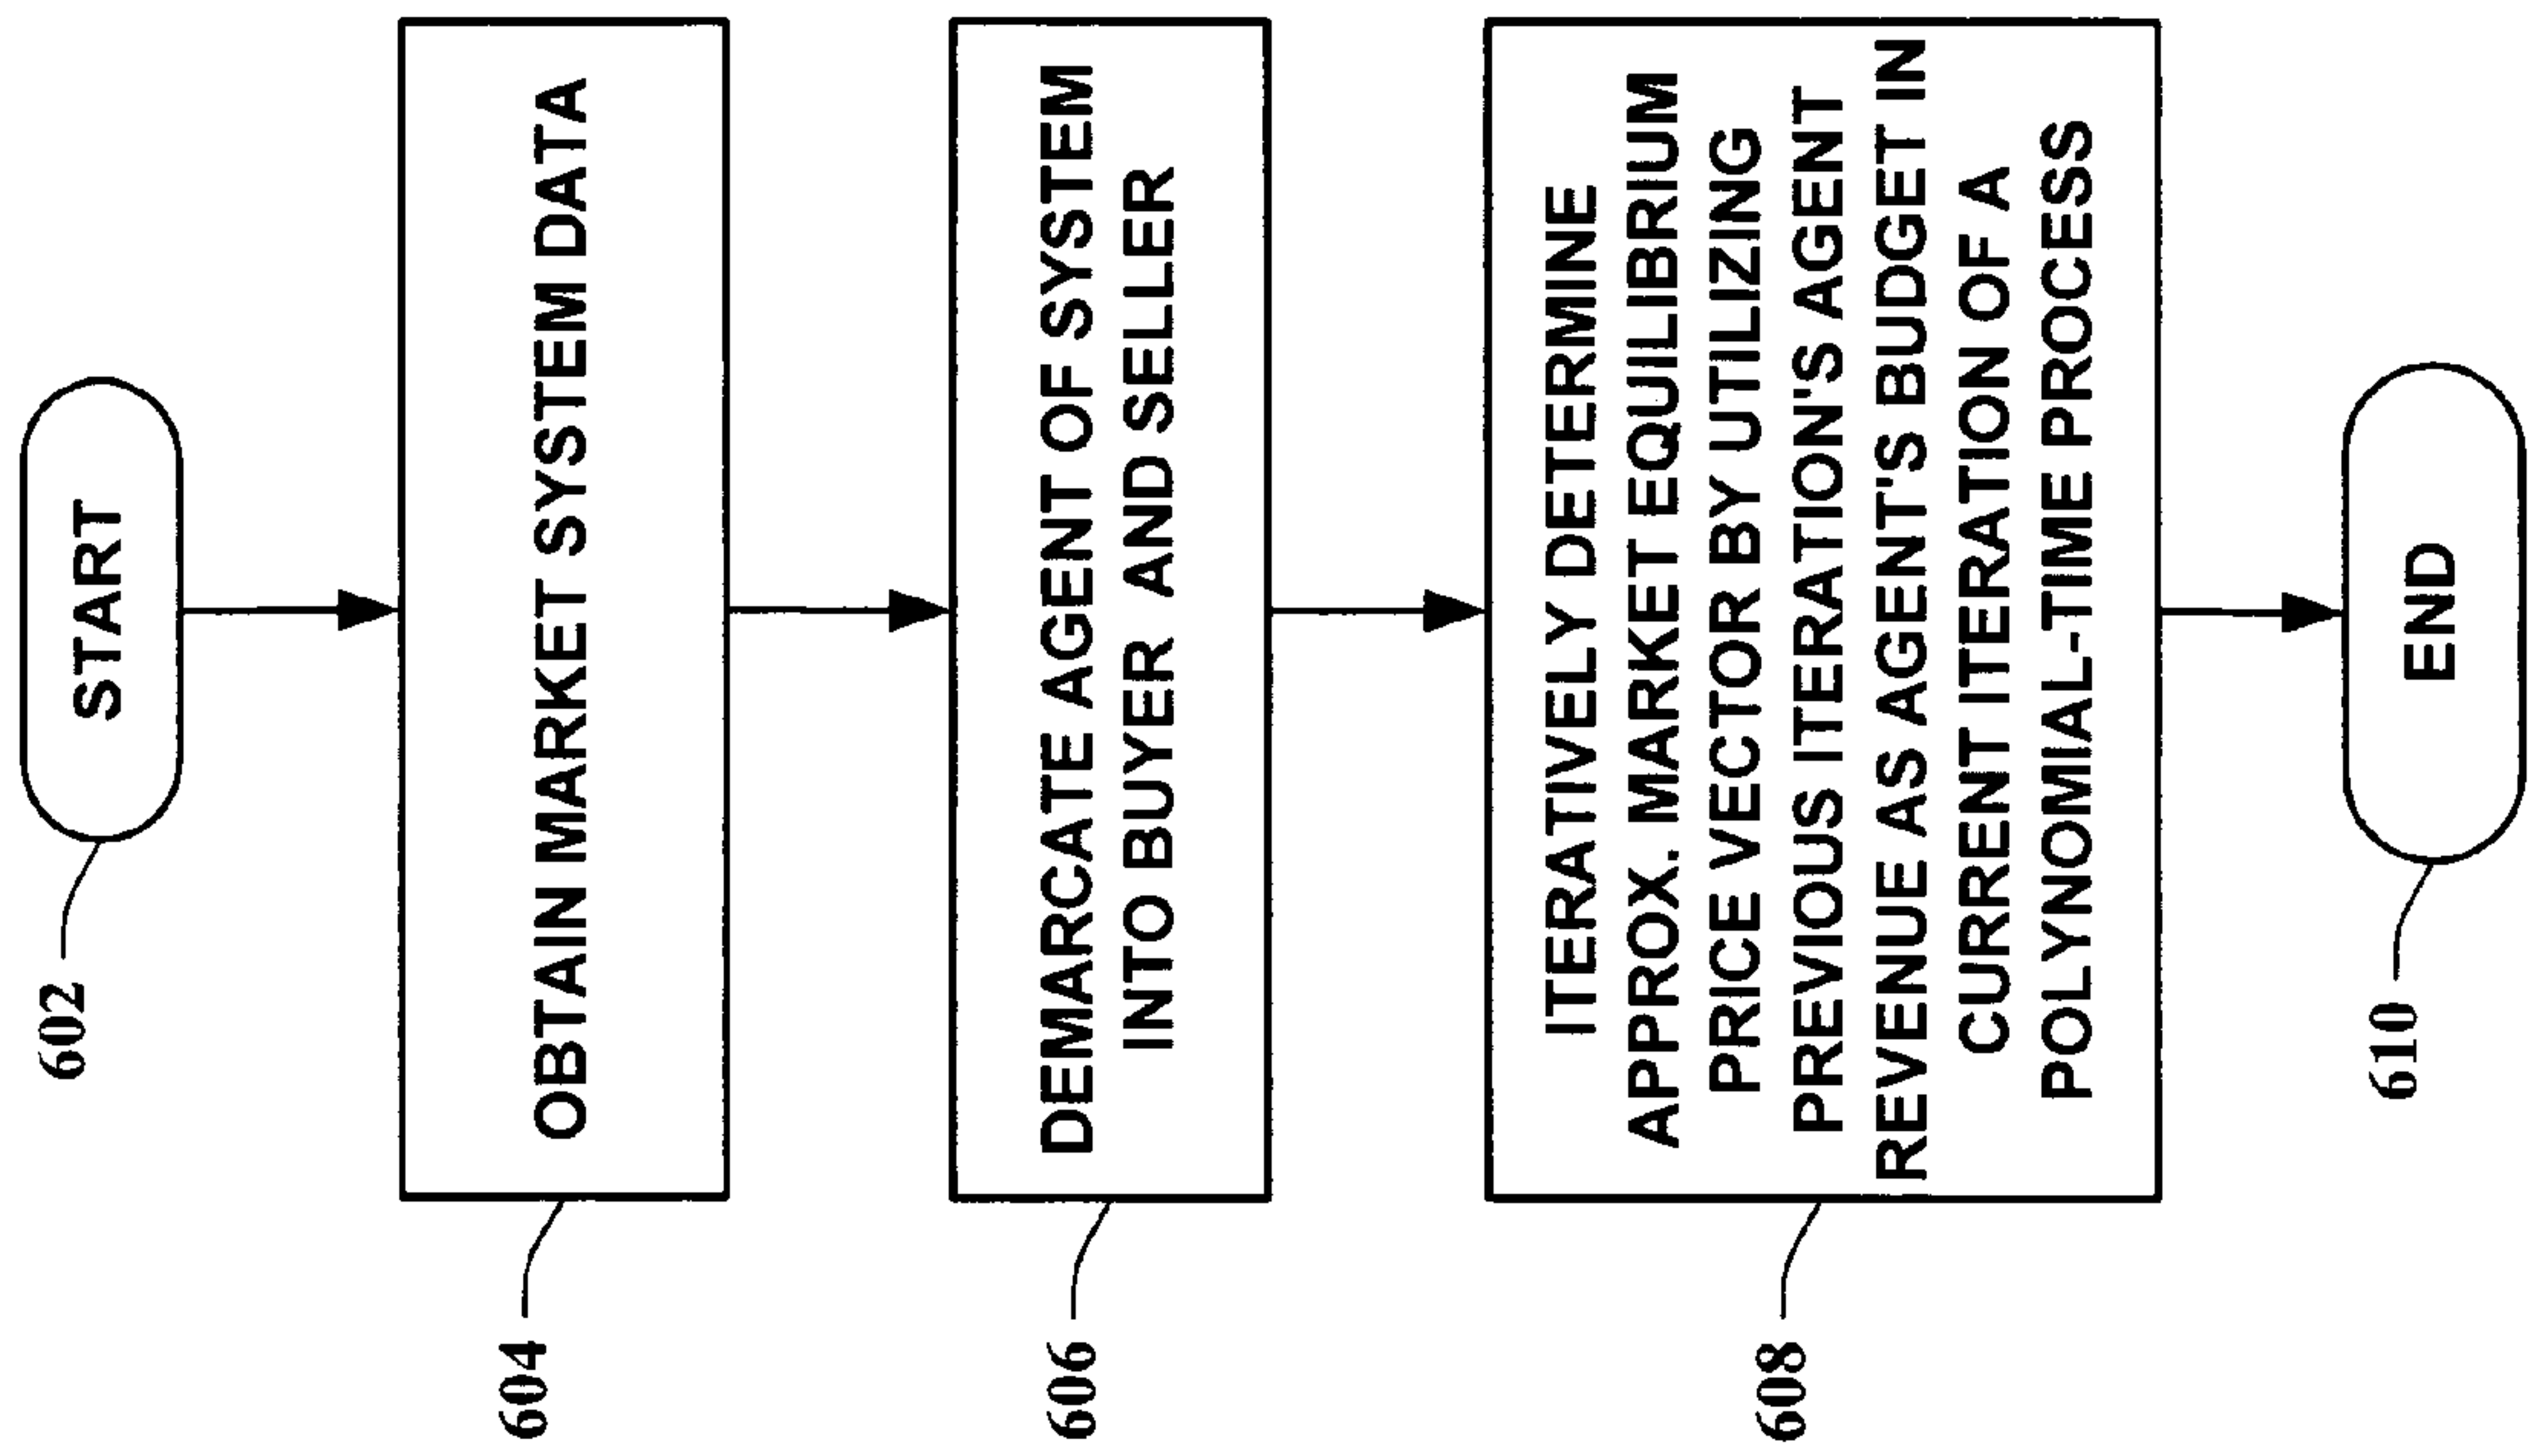 START
602
OBTAIN MARKET SYSTEM DATA
604
DEMARCATE AGENT OF SYSTEM
INTO BUYER AND SELLER
606
ITERATIVELY DETERMINE
APPROX. MARKET EQUILIBRIUM
PRICE VECTOR BY UTILIZING
PREVIOUS ITERATION'S AGENT
REVENUE AS AGENT'S BUDGET IN
CURRENT ITERATION OF A
POLYNOMIAL-TIME PROCESS
608
END
610